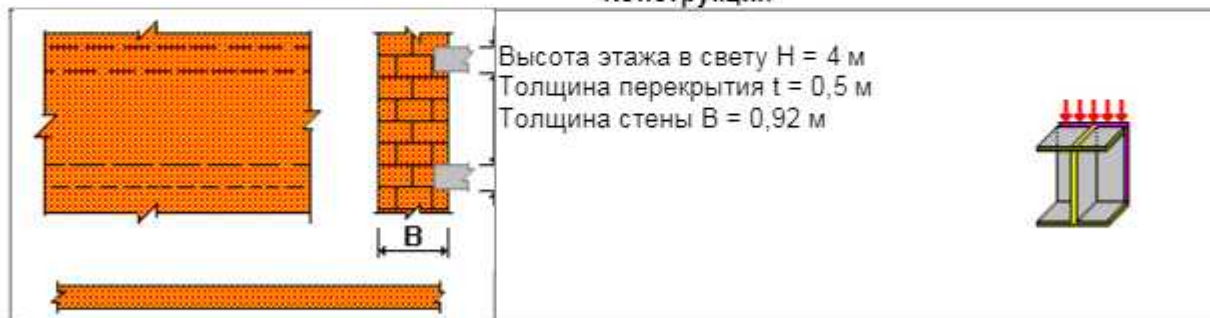 Высота этажа в свету H = 4 м
Толщина перекрытия t = 0,5 м
Толщина стены B = 0,92 м
B